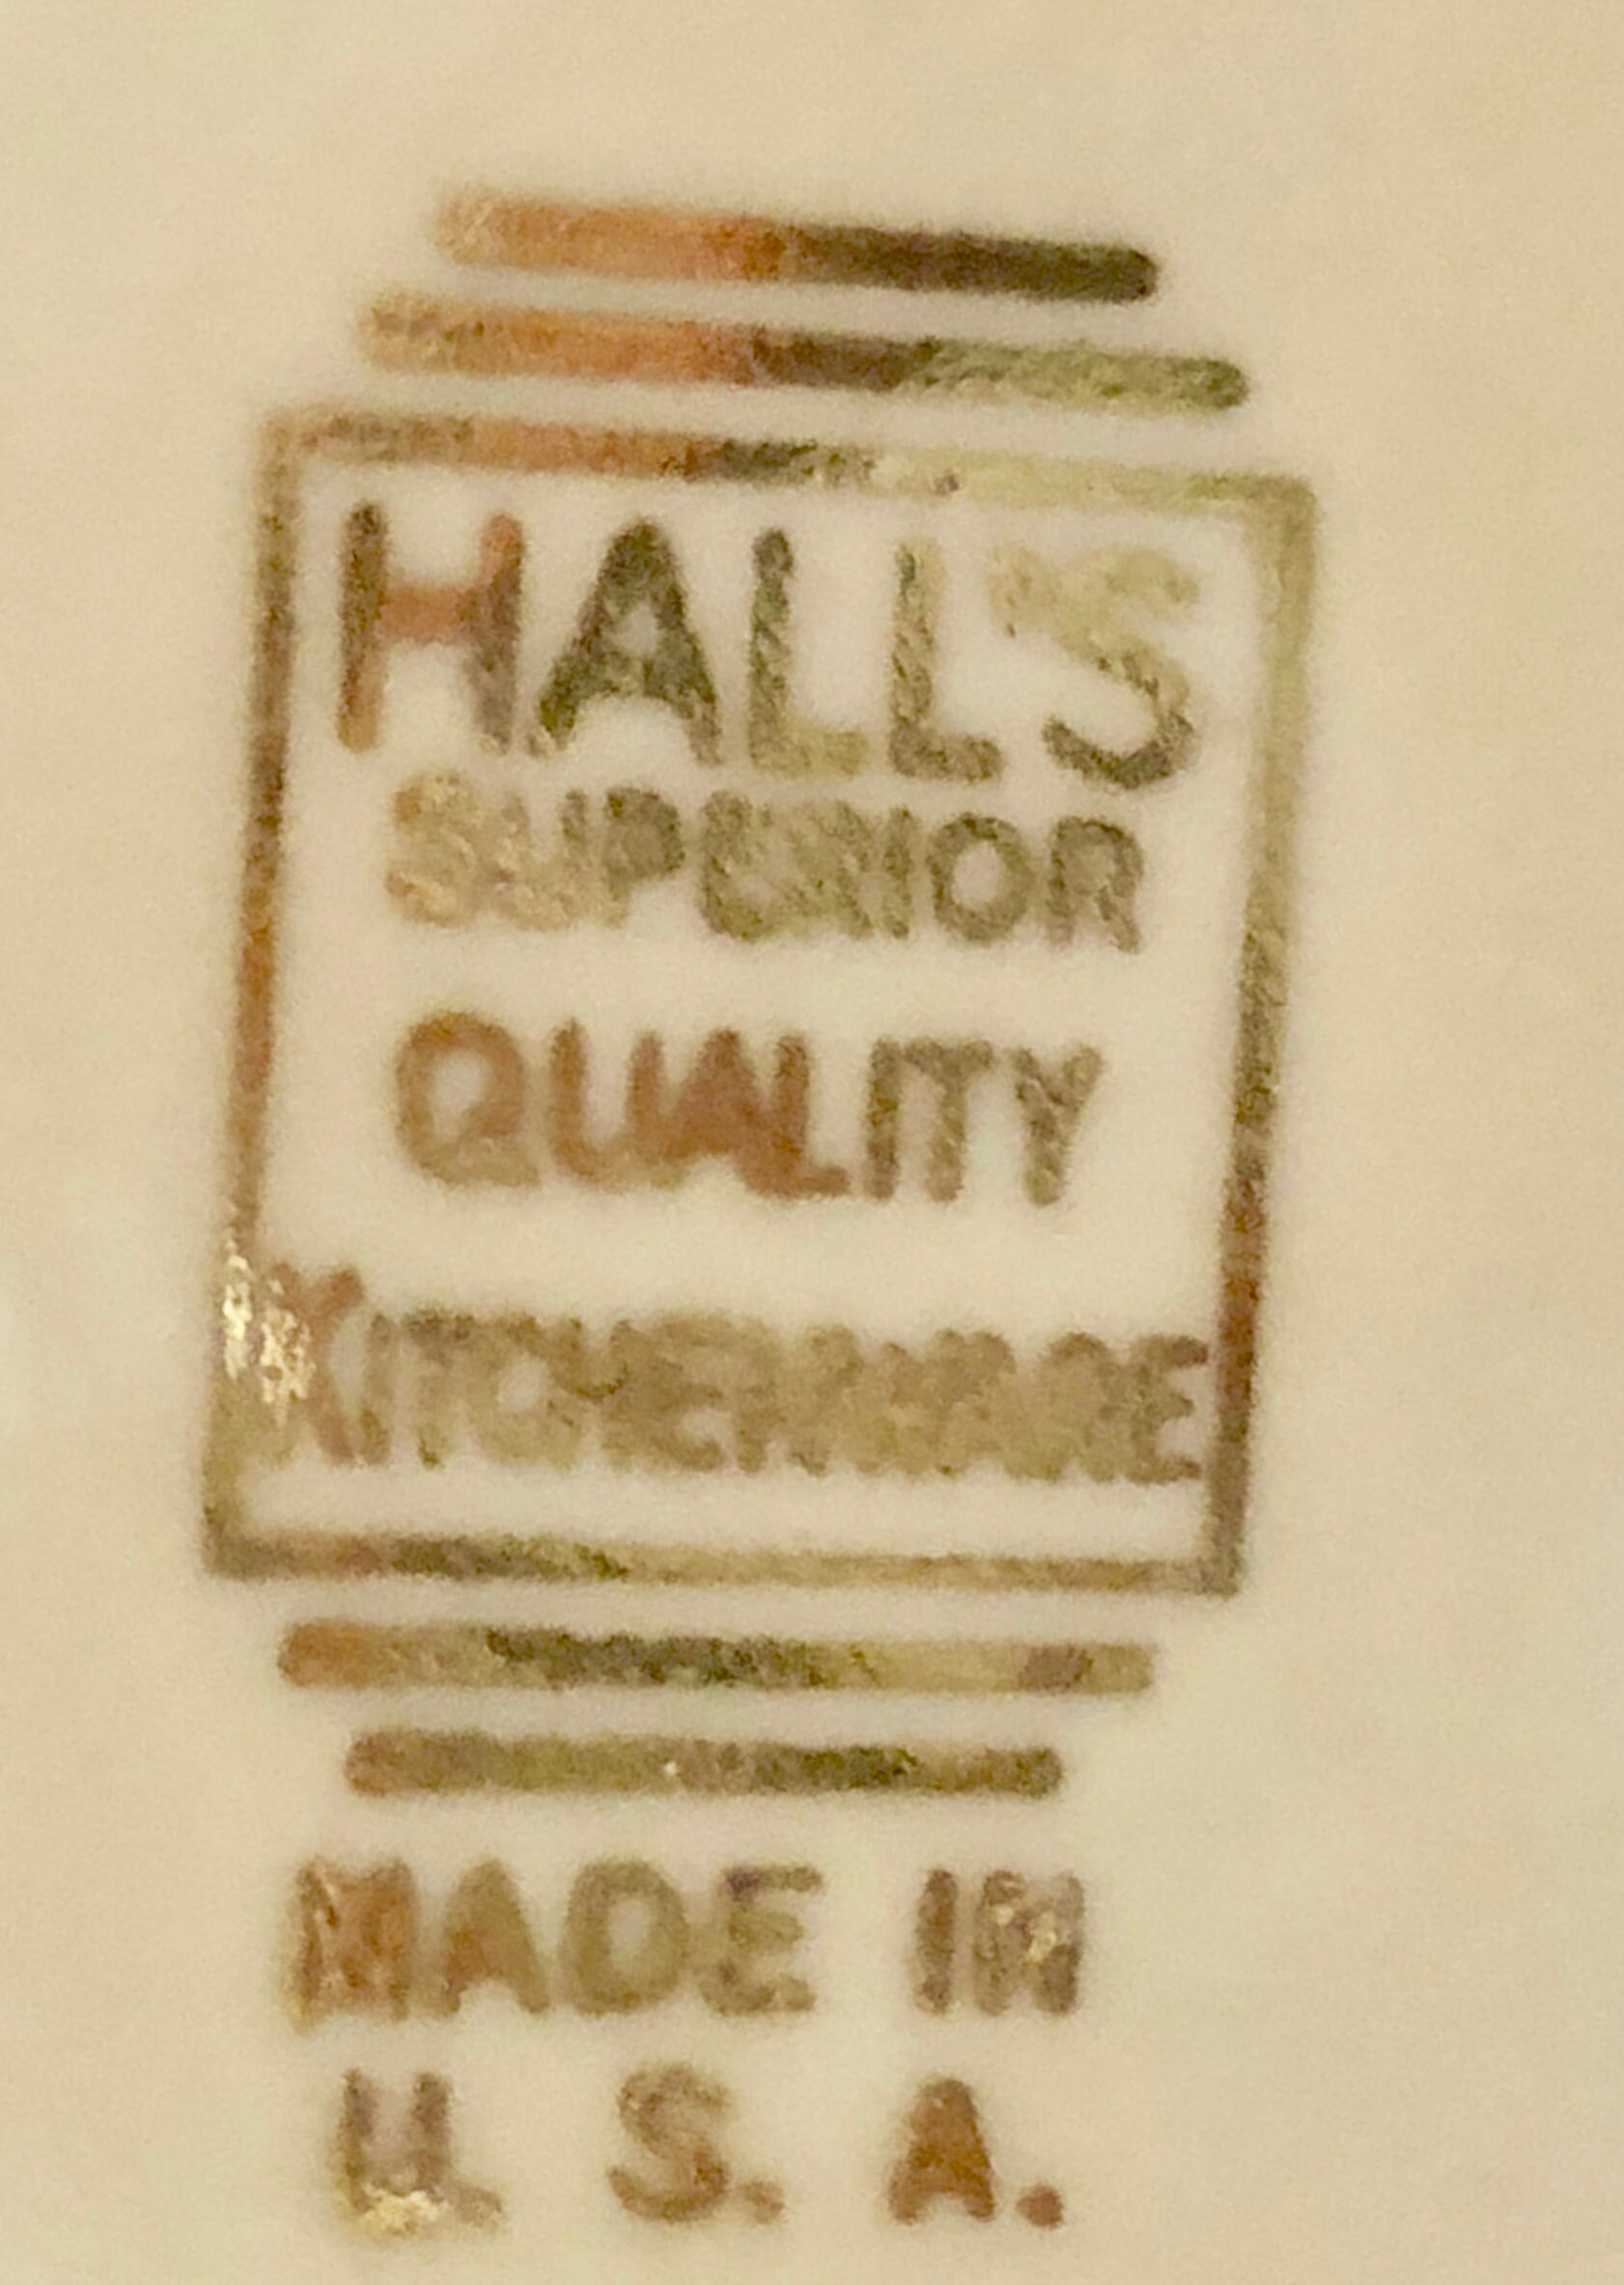 HALL'S
SUPERIOR
QUALITY
KITCHENWARE
MADE IN
U. S. A.